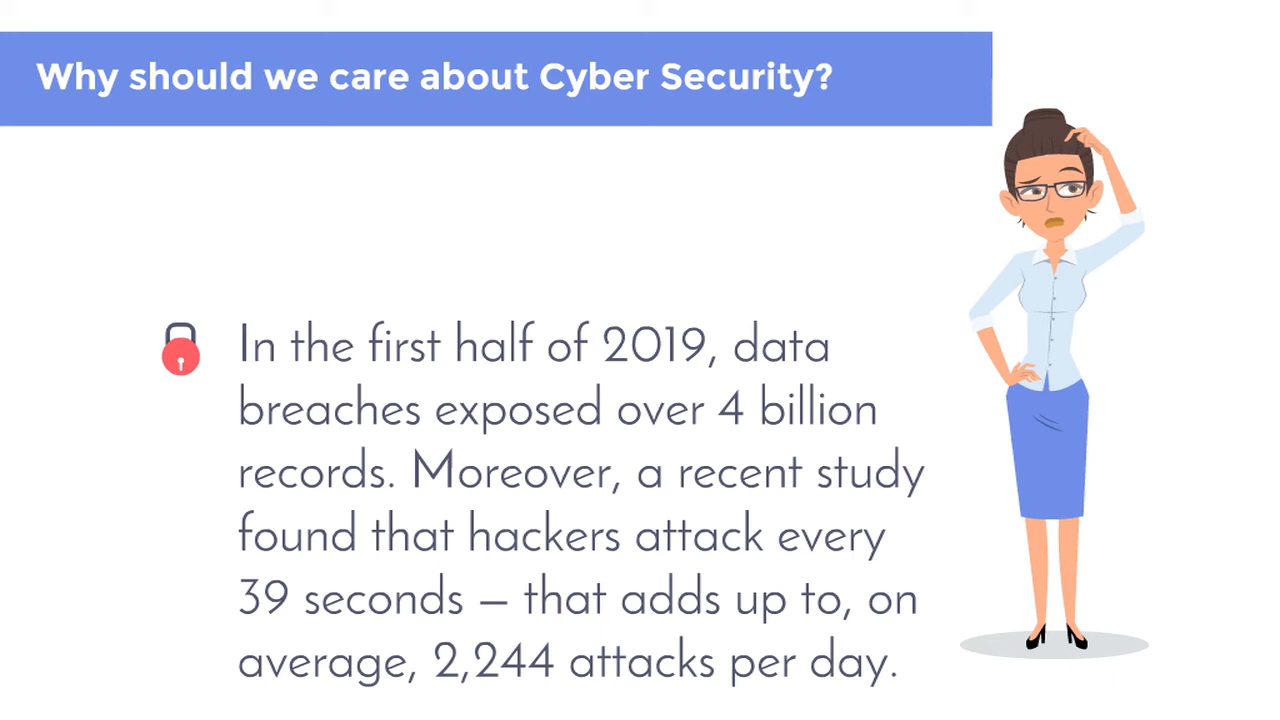 Why should we care about Cyber Security?
In the first half of 2019, data
breaches exposed over 4 billion
records. Moreover, a recent study
found that hackers attack every
39 seconds — that adds up to, on
average, 2,244 attacks per day.